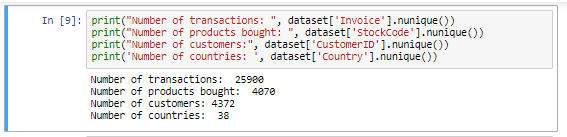 In [9]: print("Number of transactions: ", dataset['Invoice'].nunique())
print("Number of products bought: ", dataset['StockCode'].nunique())
print("Number of customers:", dataset['CustomerID'].nunique())
print('Number of countries: ', dataset['Country'].nunique())
Number of transactions:  25900
Number of products bought:  4070
Number of customers: 4372
Number of countries:  38